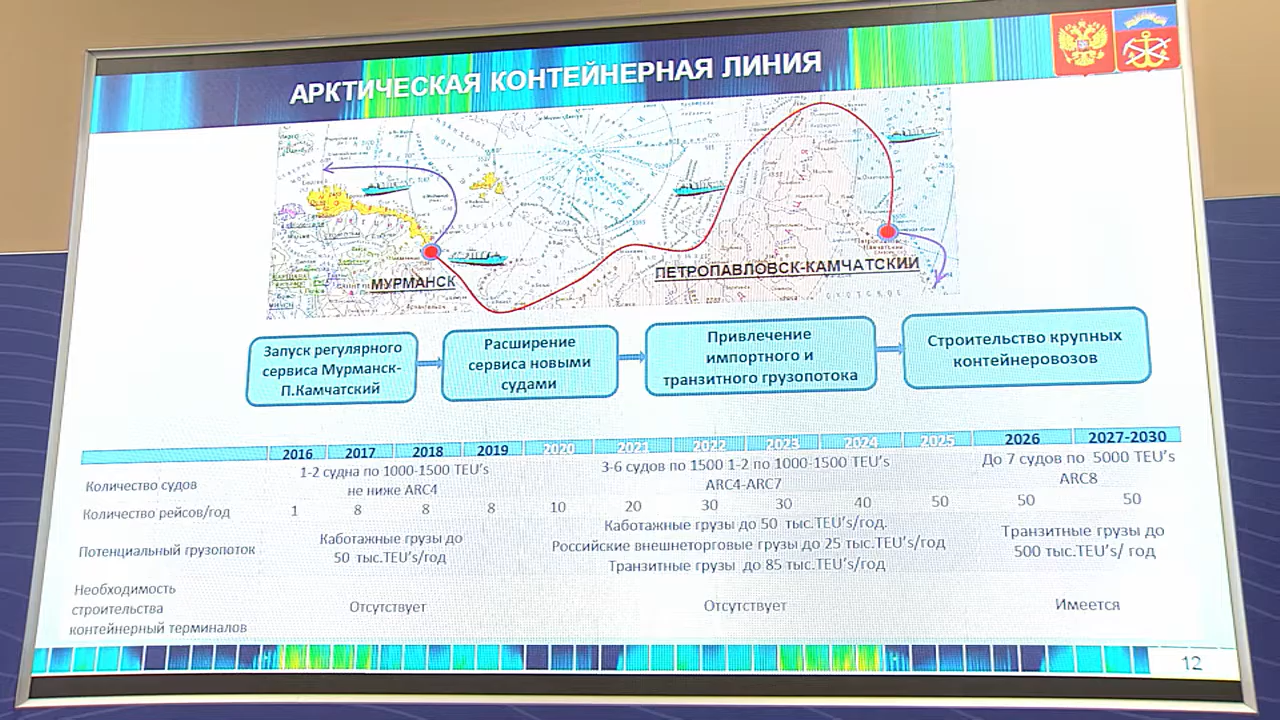 АРКТИЧЕСКАЯ КОНТЕЙНЕРНАЯ ЛИНИЯ
МУРМАНСК
ПЕТРОПАВЛОВСК-КАМЧАТСКИЙ
Запуск регулярного
сервиса Мурманск-
П.Камчатский
Расширение
сервиса новыми
судами
Привлечение
импортного и
транзитного грузопотока
Строительство крупных
контейнеровозов
2016 2017 2018 2019 2020 2021 2022 2023 2024 2025 2026 2027-2030
Количество судов
1-2 судна по 1000-1500 TEU’s
не ниже ARC4
3-6 судов по 1500 1-2 по 1000-1500 TEU’s
ARC4-ARC7
До 7 судов по 5000 TEU’s
ARC8
Количество рейсов/год 1 8 8 8 10 20 30 30 40 50 50 50
Потенциальный грузопоток
Каботажные грузы до
50 тыс.TEU’s/год
Каботажные грузы до 50 тыс.TEU’s/год.
Российские внешнеторговые грузы до 25 тыс.TEU’s/год
Транзитные грузы до 85 тыс.TEU’s/год
Транзитные грузы до
500 тыс.TEU’s/ год
Необходимость
строительства
контейнерный терминалов
Отсутствует
Отсутствует
Имеется
12